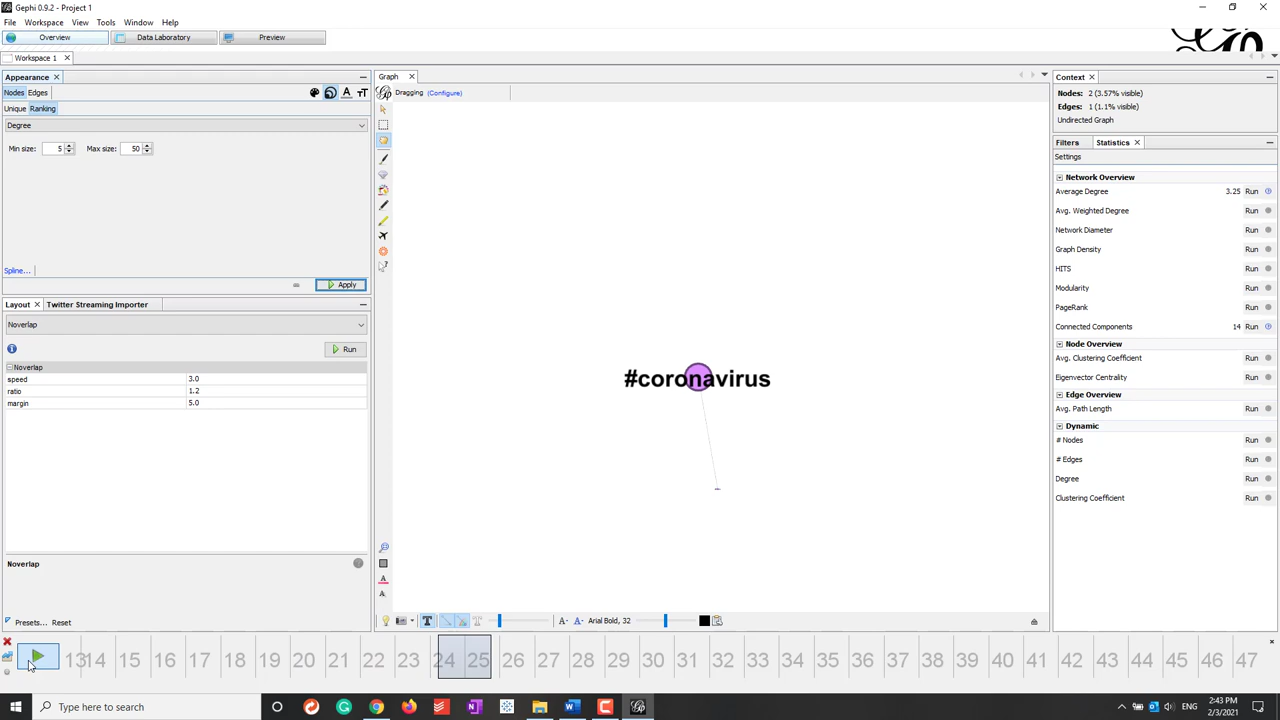 Gephi 0.9.2 - Project 1
File Workspace View Tools Window Help
Overview Data Laboratory Preview
Workspace 1
Appearance
Nodes Edges
Unique Ranking
Degree
Min size: 5 Max size: 50
Spline...
Apply
Layout Twitter Streaming Importer
Noverlap
Run
Noverlap
speed 3.0
ratio 1.2
margin 5.0
Noverlap
Presets... Reset
Graph
Dragging (Configure)
#coronavirus
Arial Bold, 32
Context
Nodes: 2 (3.57% visible)
Edges: 1 (1.1% visible)
Undirected Graph
Filters Statistics
Settings
Network Overview
Average Degree 3.25 Run
Avg. Weighted Degree Run
Network Diameter Run
Graph Density Run
HITS Run
Modularity Run
PageRank Run
Connected Components 14 Run
Node Overview
Avg. Clustering Coefficient Run
Eigenvector Centrality Run
Edge Overview
Avg. Path Length Run
Dynamic
# Nodes Run
# Edges Run
Degree Run
Clustering Coefficient Run
13 14 15 16 17 18 19 20 21 22 23 24 25 26 27 28 29 30 31 32 33 34 35 36 37 38 39 40 41 42 43 44 45 46 47
Type here to search
ENG
2:43 PM
2/3/2021